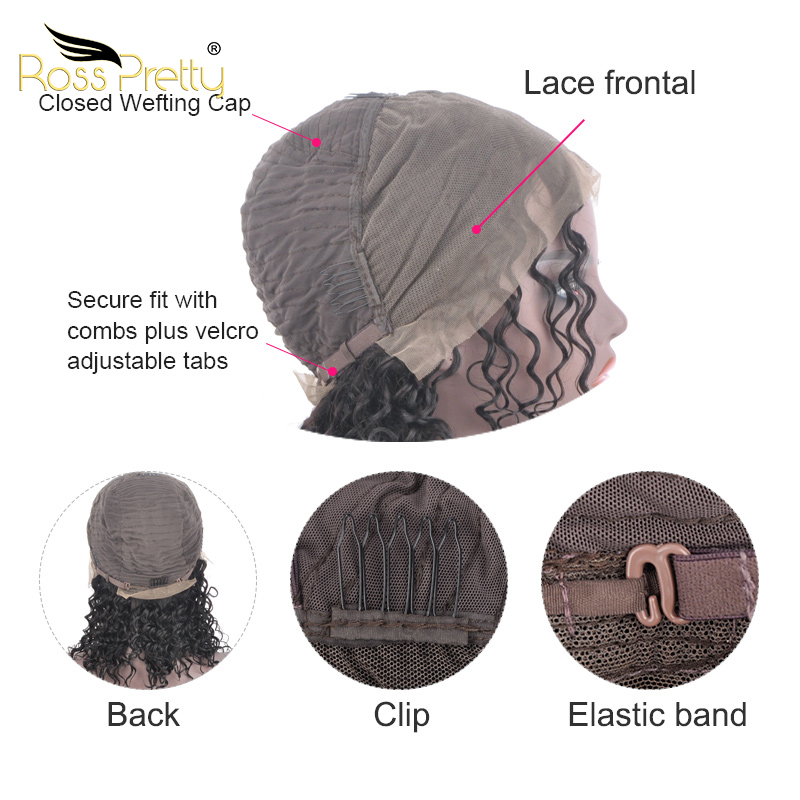 Ross Pretty ®
Closed Wefting Cap
Lace frontal
Secure fit with
combs plus velcro
adjustable tabs
Back
Clip
Elastic band